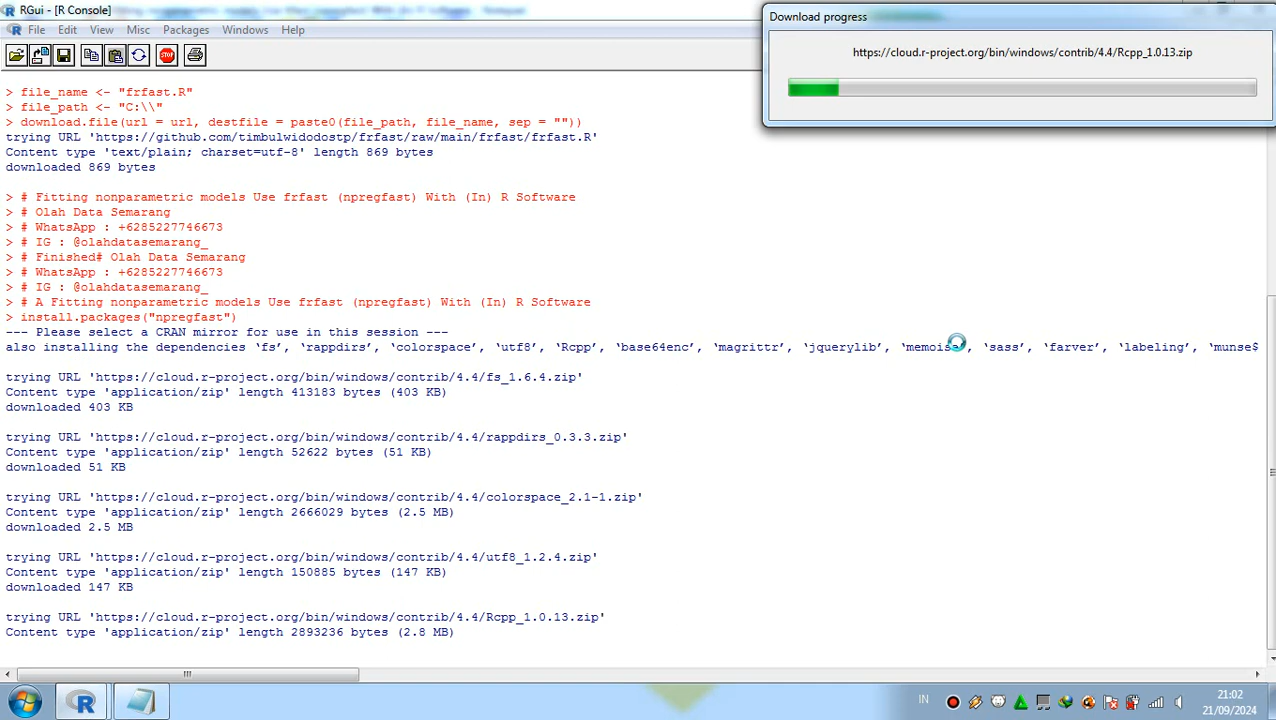 RGui - [R Console]
File Edit View Misc Packages Windows Help
Download progress
https://cloud.r-project.org/bin/windows/contrib/4.4/Rcpp_1.0.13.zip
> file_name <- "frfast.R"
> file_path <- "C:\\"
> download.file(url = url, destfile = paste0(file_path, file_name, sep = ""))
trying URL 'https://github.com/timbulwidodostp/frfast/raw/main/frfast/frfast.R'
Content type 'text/plain; charset=utf-8' length 869 bytes
downloaded 869 bytes
> # Fitting nonparametric models Use frfast (npregfast) With (In) R Software
> # Olah Data Semarang
> # WhatsApp : +6285227746673
> # IG : @olahdatasemarang_
> # Finished# Olah Data Semarang
> # WhatsApp : +6285227746673
> # IG : @olahdatasemarang_
> # A Fitting nonparametric models Use frfast (npregfast) With (In) R Software
> install.packages("npregfast")
--- Please select a CRAN mirror for use in this session ---
also installing the dependencies ‘fs’, ‘rappdirs’, ‘colorspace’, ‘utf8’, ‘Rcpp’, ‘base64enc’, ‘magrittr’, ‘jquerylib’, ‘memoise’, ‘sass’, ‘farver’, ‘labeling’, ‘munse$
trying URL 'https://cloud.r-project.org/bin/windows/contrib/4.4/fs_1.6.4.zip'
Content type 'application/zip' length 413183 bytes (403 KB)
downloaded 403 KB
trying URL 'https://cloud.r-project.org/bin/windows/contrib/4.4/rappdirs_0.3.3.zip'
Content type 'application/zip' length 52622 bytes (51 KB)
downloaded 51 KB
trying URL 'https://cloud.r-project.org/bin/windows/contrib/4.4/colorspace_2.1-1.zip'
Content type 'application/zip' length 2666029 bytes (2.5 MB)
downloaded 2.5 MB
trying URL 'https://cloud.r-project.org/bin/windows/contrib/4.4/utf8_1.2.4.zip'
Content type 'application/zip' length 150885 bytes (147 KB)
downloaded 147 KB
trying URL 'https://cloud.r-project.org/bin/windows/contrib/4.4/Rcpp_1.0.13.zip'
Content type 'application/zip' length 2893236 bytes (2.8 MB)
IN
21:02
21/09/2024